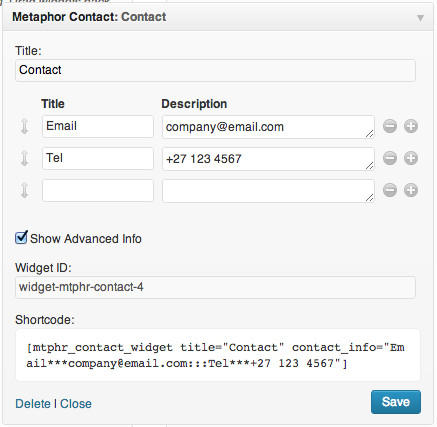 Metaphor Contact: Contact
Title:
Contact
Title Description
Email company@email.com
Tel +27 123 4567
Show Advanced Info
Widget ID:
widget-mtphr-contact-4
Shortcode:
[mtphr_contact_widget title="Contact" contact_info="Em
ail***company@email.com:::Tel***+27 123 4567"]
Delete | Close Save